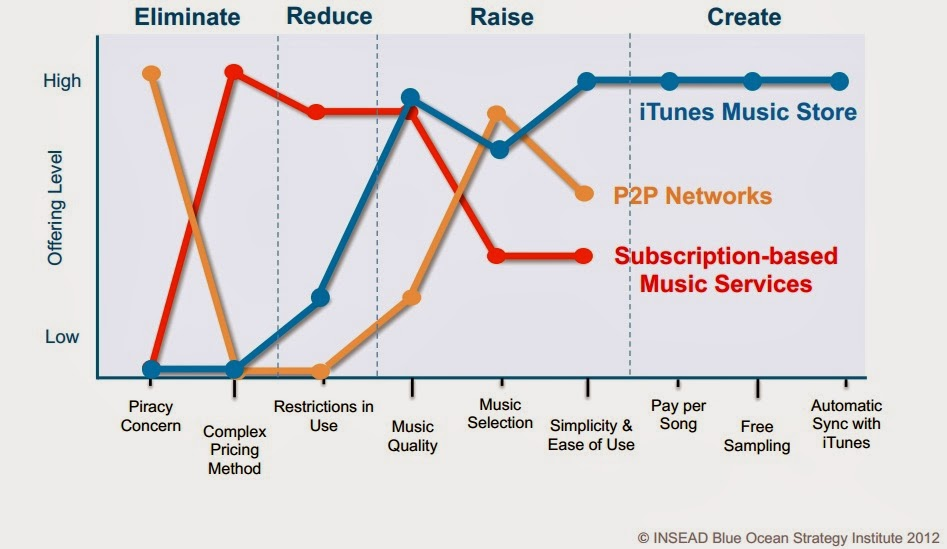 Eliminate
Reduce
Raise
Create
High
Offering Level
Low
iTunes Music Store
P2P Networks
Subscription-based
Music Services
Piracy
Concern
Complex
Pricing
Method
Restrictions in
Use
Music
Quality
Music
Selection
Simplicity &
Ease of Use
Pay per
Song
Free
Sampling
Automatic
Sync with
iTunes
© INSEAD Blue Ocean Strategy Institute 2012